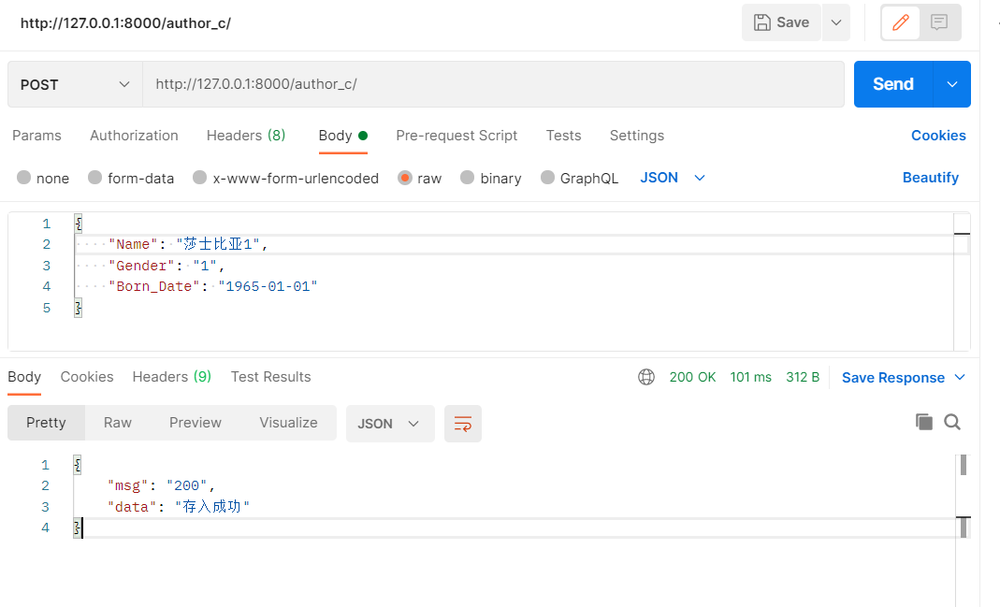 http://127.0.0.1:8000/author_c/
Save
POST
http://127.0.0.1:8000/author_c/
Send
Params Authorization Headers (8) Body Pre-request Script Tests Settings Cookies
none form-data x-www-form-urlencoded raw binary GraphQL JSON Beautify
1 {
2 "Name": "莎士比亚1",
3 "Gender": "1",
4 "Born_Date": "1965-01-01"
5 }
Body Cookies Headers (9) Test Results 200 OK 101 ms 312 B Save Response
Pretty Raw Preview Visualize JSON
1 {
2 "msg": "200",
3 "data": "存入成功"
4 }